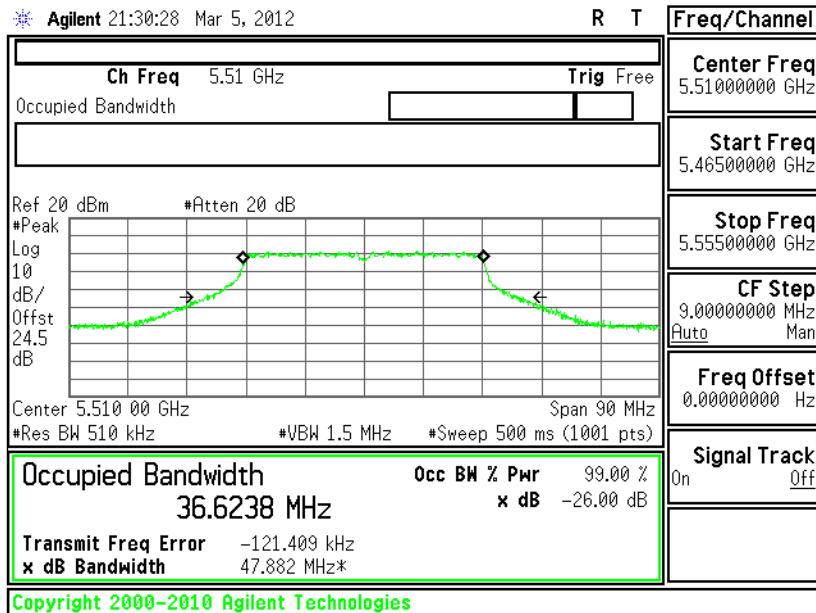 Agilent 21:30:28 Mar 5, 2012 R T
Freq/Channel
Ch Freq 5.51 GHz Trig Free
Occupied Bandwidth
Center Freq
5.51000000 GHz
Start Freq
5.46500000 GHz
Stop Freq
5.55500000 GHz
CF Step
9.00000000 MHz
Auto Man
Freq Offset
0.00000000 Hz
Signal Track
On Off
Ref 20 dBm #Atten 20 dB
#Peak
Log
10
dB/
Offst
24.5
dB
Center 5.510 00 GHz Span 90 MHz
#Res BW 510 kHz #VBW 1.5 MHz #Sweep 500 ms (1001 pts)
Occupied Bandwidth Occ BW % Pwr 99.00 %
36.6238 MHz x dB -26.00 dB
Transmit Freq Error -121.409 kHz
x dB Bandwidth 47.882 MHz*
Copyright 2000-2010 Agilent Technologies